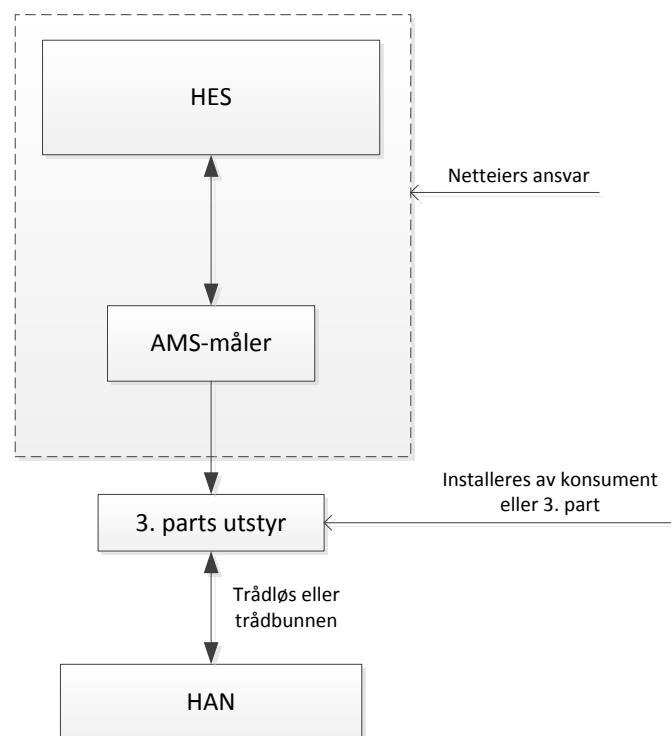 HES
Netteiers ansvar
AMS-måler
Installeres av konsument
eller 3. part
3. parts utstyr
Trådløs eller
trådbunnen
HAN